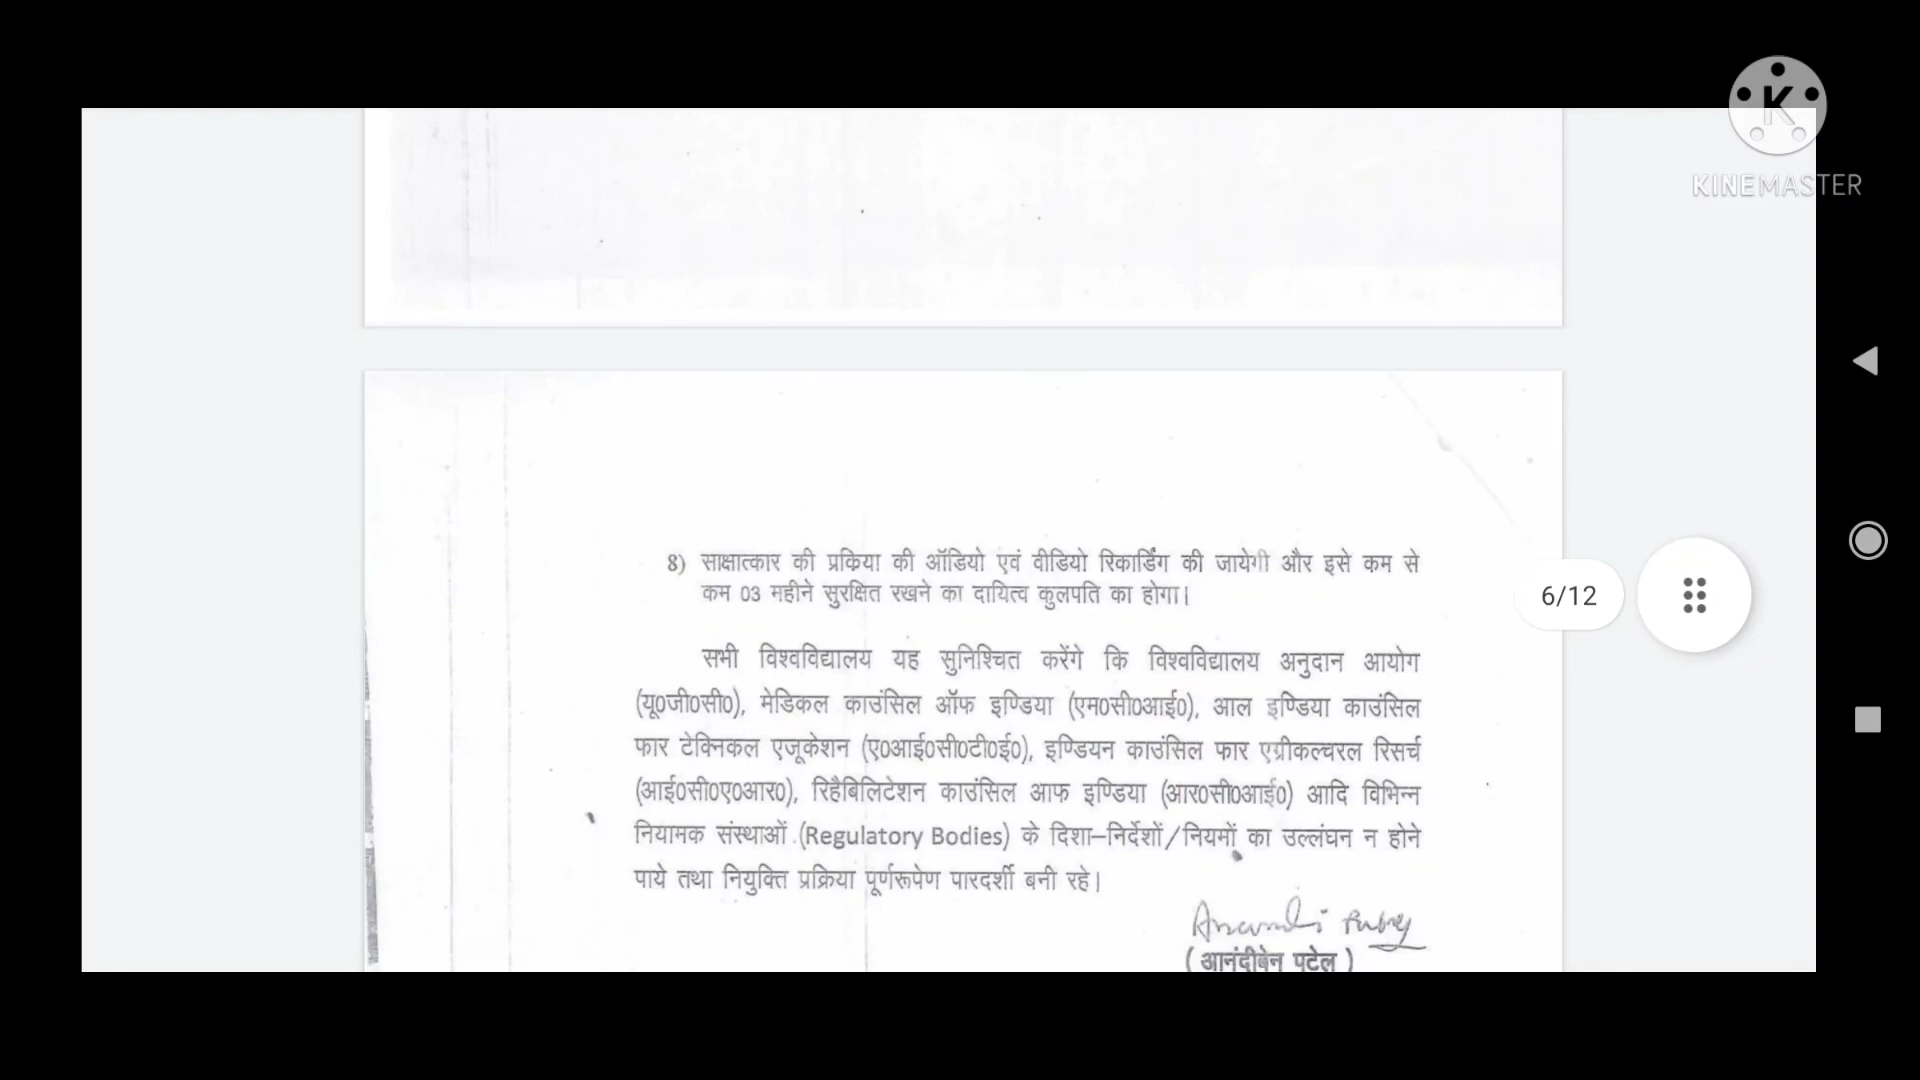 KINEMASTER
8) साक्षात्कार की प्रकिया की ऑडियो एवं वीडियो रिकार्डिंग की जायेगी और इसे कम से
कम 03 महीने सुरक्षित रखने का दायित्व कुलपति का होगा।
6/12
सभी विश्वविद्यालय यह सुनिश्चित करेंगे कि विश्वविद्यालय अनुदान आयोग
(यू0जी0सी0), मेडिकल काउंसिल ऑफ इण्डिया (एम0सी0आई0), आल इण्डिया काउंसिल
फार टेक्निकल एजूकेशन (ए0आई0सी0टी0ई0), इण्डियन काउंसिल फार एग्रीकल्चरल रिसर्च
(आई0सी0ए0आर0), रिहैबिलिटेशन काउंसिल आफ इण्डिया (आर0सी0आई0) आदि विभिन्न
नियामक संस्थाओं (Regulatory Bodies) के दिशा–निर्देशों/नियमों का उल्लंघन न होने
पाये तथा नियुक्ति प्रक्रिया पूर्णरूपेण पारदर्शी बनी रहे।
(आनंदीबेन पटेल)